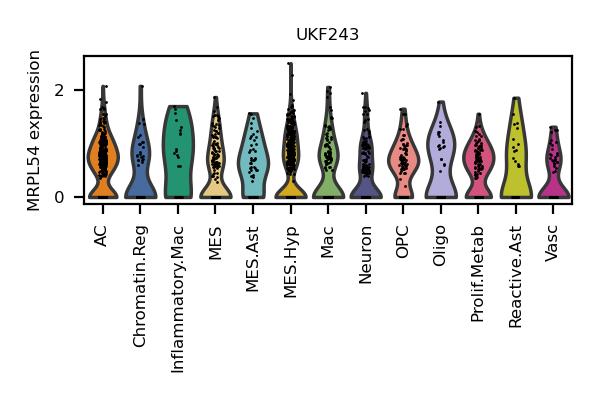 UKF243
MRPL54 expression
2
0
AC
Chromatin.Reg
Inflammatory.Mac
MES
MES.Ast
MES.Hyp
Mac
Neuron
OPC
Oligo
Prolif.Metab
Reactive.Ast
Vasc